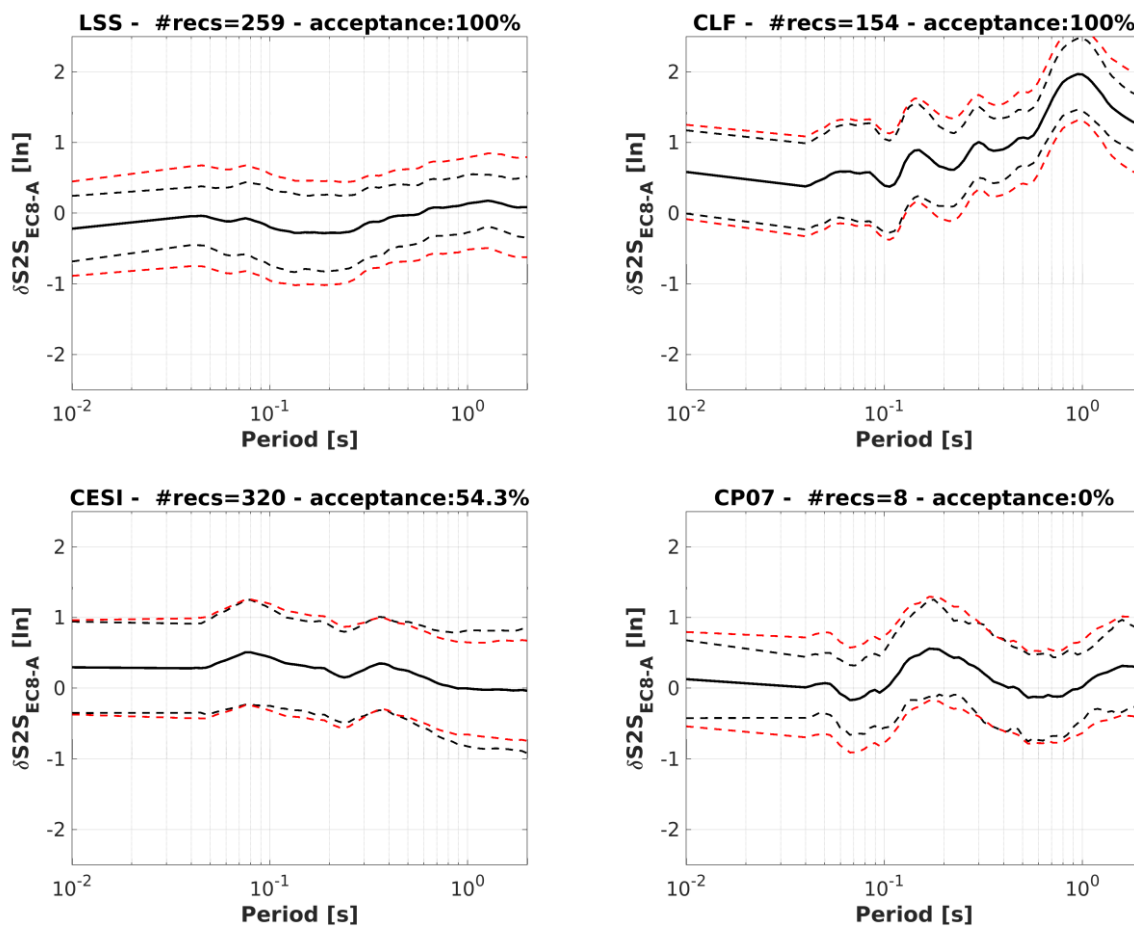 LSS -  #recs=259 - acceptance:100%
2
1
0
-1
-2
δS2S_EC8-A [ln]
10^-2
10^-1
10^0
Period [s]
CLF -  #recs=154 - acceptance:100%
2
1
0
-1
-2
δS2S_EC8-A [ln]
10^-2
10^-1
10^0
Period [s]
CESI -  #recs=320 - acceptance:54.3%
2
1
0
-1
-2
δS2S_EC8-A [ln]
10^-2
10^-1
10^0
Period [s]
CP07 -  #recs=8 - acceptance:0%
2
1
0
-1
-2
δS2S_EC8-A [ln]
10^-2
10^-1
10^0
Period [s]